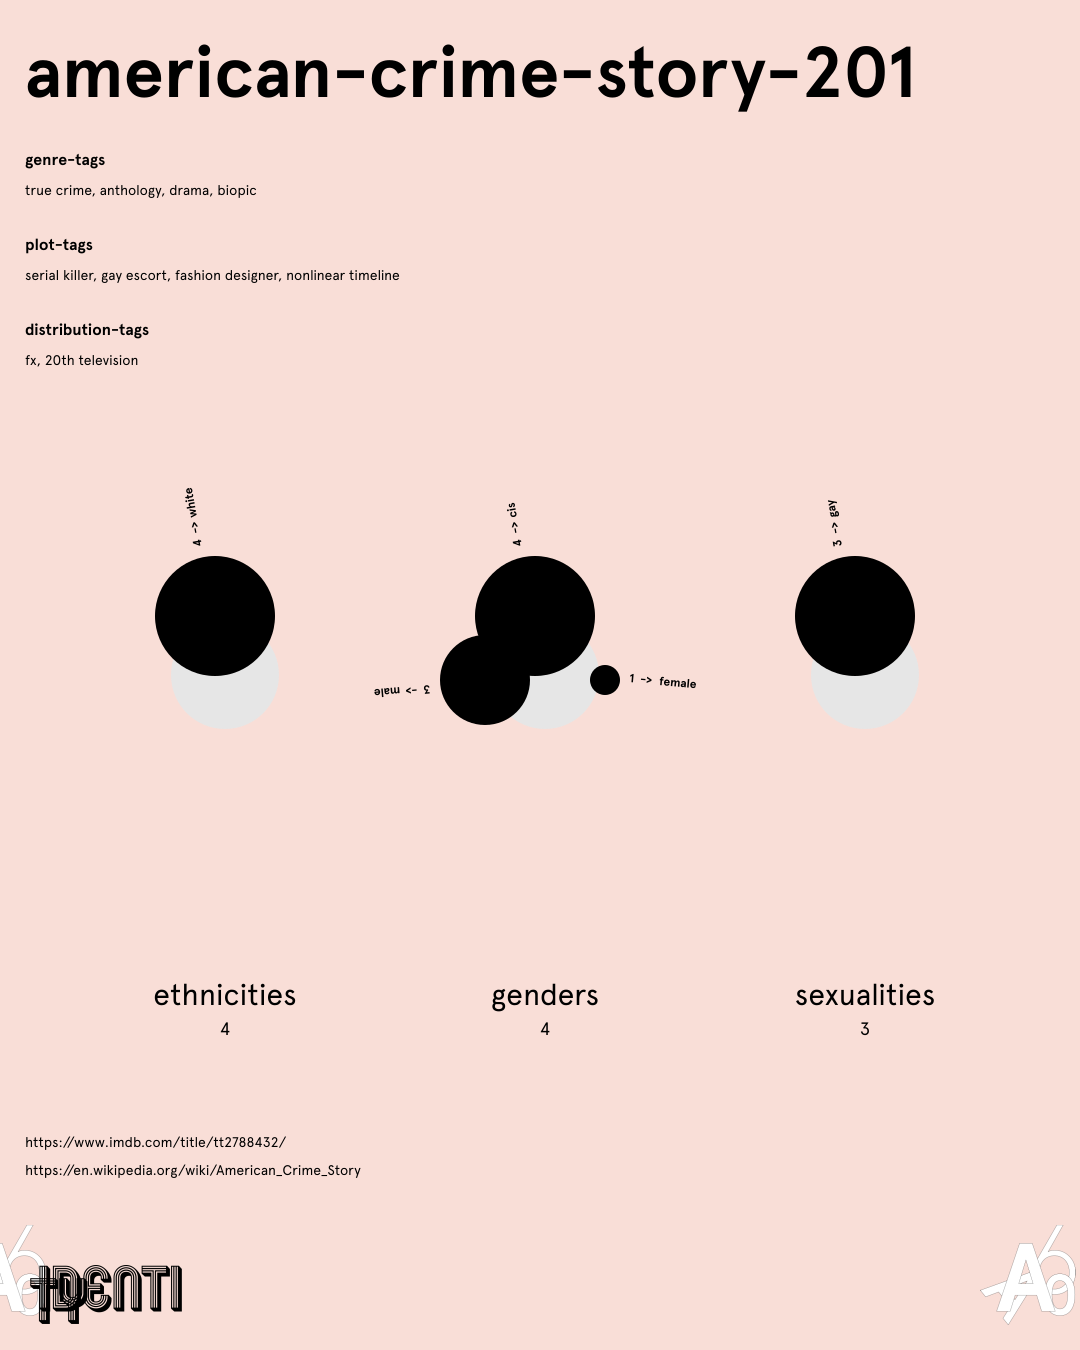 american-crime-story-201
genre-tags
true crime, anthology, drama, biopic
plot-tags
serial killer, gay escort, fashion designer, nonlinear timeline
distribution-tags
fx, 20th television
4 -> white
4 -> cis
3 -> gay
3 -> male
1 -> female
ethnicities
4
genders
4
sexualities
3
https://www.imdb.com/title/tt2788432/
https://en.wikipedia.org/wiki/American_Crime_Story
IDENTI